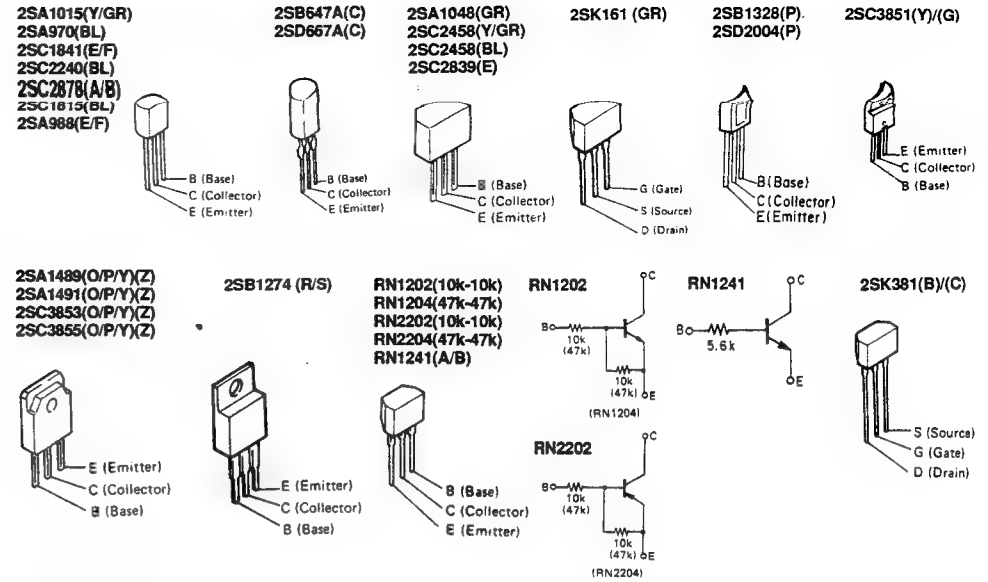 2SA1015(Y/GR)
2SA970(BL)
2SC1841(E/F)
2SC2240(BL)
2SC2878(A/B)
2SC1815(BL)
2SA988(E/F)
B (Base)
C (Collector)
E (Emitter)
2SB647A(C)
2SD667A(C)
B (Base)
C (Collector)
E (Emitter)
2SA1048(GR)
2SC2458(Y/GR)
2SC2458(BL)
2SC2839(E)
B (Base)
C (Collector)
E (Emitter)
2SK161 (GR)
G (Gate)
S (Source)
D (Drain)
2SB1328(P)
2SD2004(P)
B(Base)
C(Collector)
E(Emitter)
2SC3851(Y)/(G)
E (Emitter)
C (Collector)
B (Base)
2SA1489(O/P/Y)(Z)
2SA1491(O/P/Y)(Z)
2SC3853(O/P/Y)(Z)
2SC3855(O/P/Y)(Z)
E (Emitter)
C (Collector)
B (Base)
2SB1274 (R/S)
E (Emitter)
C (Collector)
B (Base)
RN1202(10k-10k)
RN1204(47k-47k)
RN2202(10k-10k)
RN2204(47k-47k)
RN1241(A/B)
B (Base)
C (Collector)
E (Emitter)
RN1202
C
B
10k
(47k)
10k
(47k)
E
(RN1204)
RN2202
C
B
10k
(47k)
10k
(47k)
E
(RN2204)
RN1241
C
B
5.6k
E
2SK381(B)/(C)
S (Source)
G (Gate)
D (Drain)